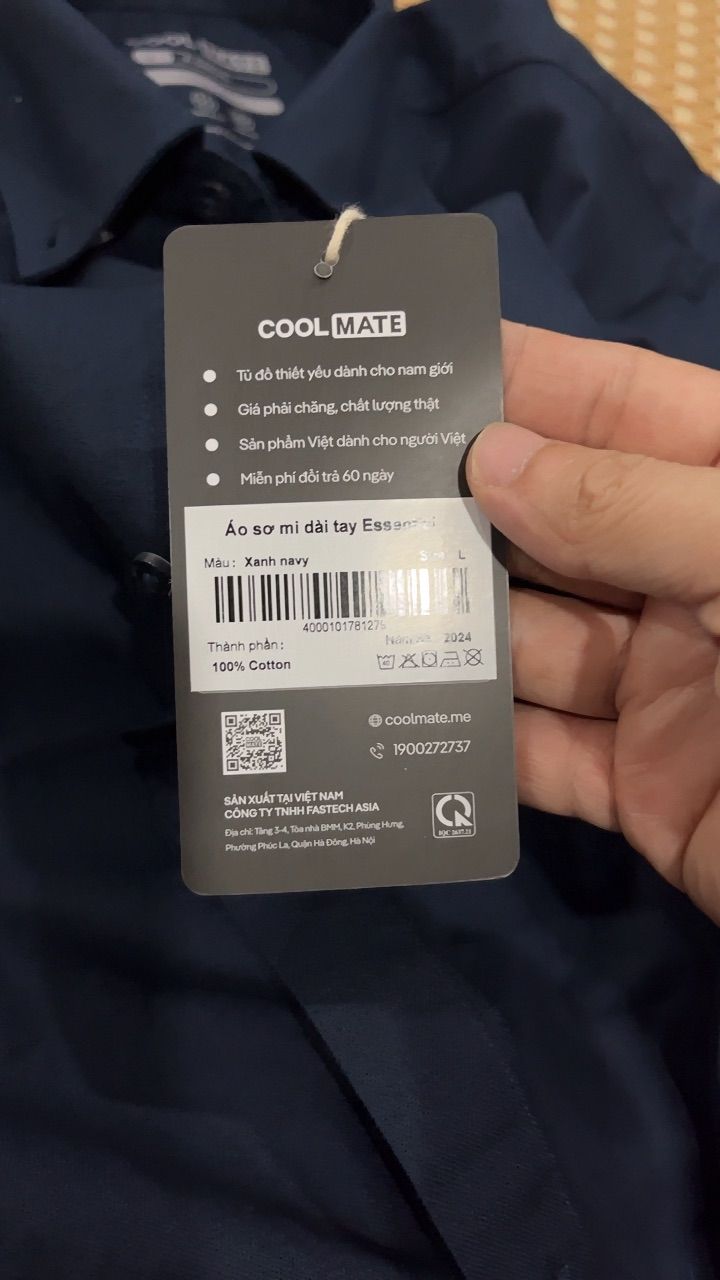 COOLMATE
Tủ đồ thiết yếu dành cho nam giới
Giá phải chăng, chất lượng thật
Sản phẩm Việt dành cho người Việt
Miễn phí đổi trả 60 ngày
Áo sơ mi dài tay
Màu: Xanh navy
L
4000101781275
Thành phần:
2024
100% Cotton
40
coolmate.me
1900272737
SẢN XUẤT TẠI VIỆT NAM
CÔNG TY TNHH FASTECH ASIA
Địa chỉ: Tầng 3-4, Tòa nhà BMM, K2, Phùng Hưng,
Phường Phúc La, Quận Hà Đông, Hà Nội